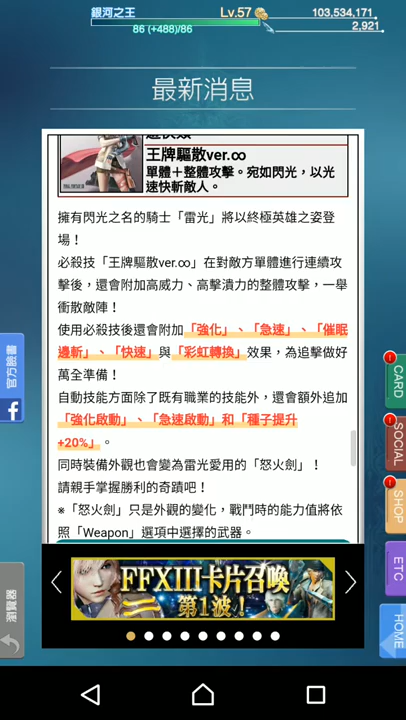 銀河之王
Lv.57
103,534,171
86 (+488)/86
2,921
最新消息
王牌驅散ver.∞
單體＋整體攻擊。宛如閃光，以光
速快斬敵人。
擁有閃光之名的騎士「雷光」將以終極英雄之姿登
場！
必殺技「王牌驅散ver.∞」在對敵方單體進行連續攻
擊後，還會附加高威力、高擊潰力的整體攻擊，一舉
衝散敵陣！
使用必殺技後還會附加「強化」、「急速」、「催眠
邊斬」、「快速」與「彩虹轉換」效果，為追擊做好
萬全準備！
自動技能方面除了既有職業的技能外，還會額外追加
「強化啟動」、「急速啟動」和「種子提升
+20%」。
同時裝備外觀也會變為雷光愛用的「怒火劍」！
請親手掌握勝利的奇蹟吧！
※「怒火劍」只是外觀的變化，戰鬥時的能力值將依
照「Weapon」選項中選擇的武器。
FFXIII卡片召喚
第1波！
官方臉書
瀏覽器
CARD
SOCIAL
SHOP
ETC
HOME